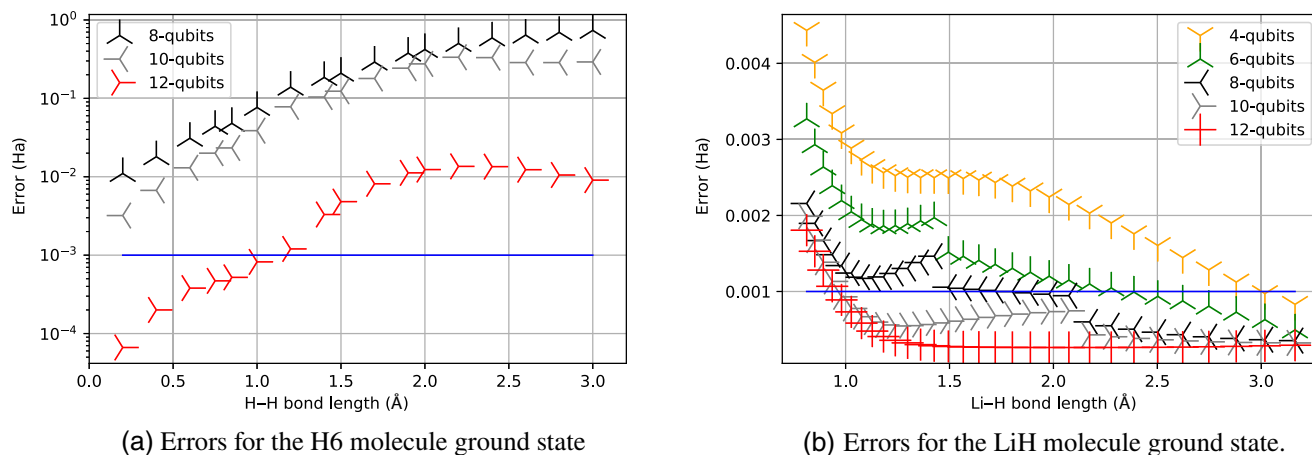 10⁰
10⁻¹
10⁻²
10⁻³
10⁻⁴
Error (Ha)
8-qubits
10-qubits
12-qubits
0.0 0.5 1.0 1.5 2.0 2.5 3.0
H−H bond length (Å)
(a) Errors for the H6 molecule ground state
0.004
0.003
0.002
0.001
Error (Ha)
4-qubits
6-qubits
8-qubits
10-qubits
12-qubits
1.0 1.5 2.0 2.5 3.0
Li−H bond length (Å)
(b) Errors for the LiH molecule ground state.